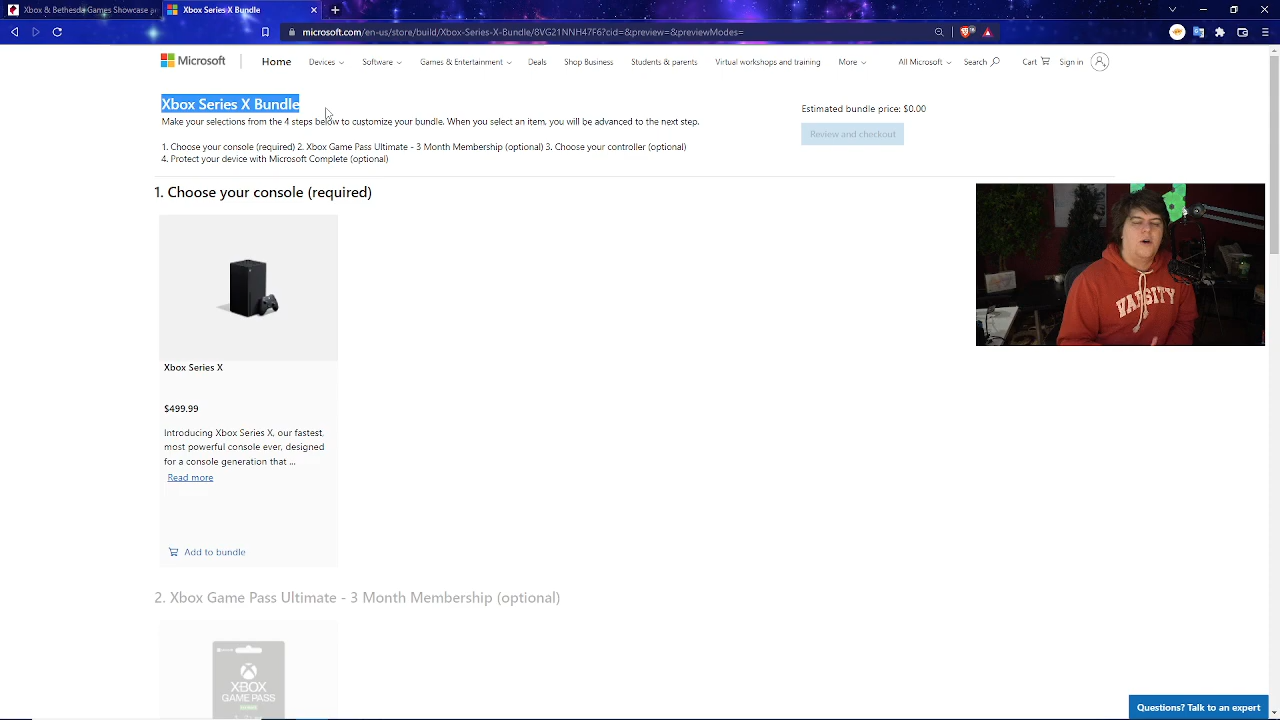 Xbox & Bethesda Games Showcase an
Xbox Series X Bundle
microsoft.com/en-us/store/build/Xbox-Series-X-Bundle/8VG21NNH47F6?cid=&preview=&previewModes=
Microsoft Home Devices Software Games & Entertainment Deals Shop Business Students & parents Virtual workshops and training More All Microsoft Search Cart Sign in
Xbox Series X Bundle
Make your selections from the 4 steps below to customize your bundle. When you select an item, you will be advanced to the next step.
1. Choose your console (required) 2. Xbox Game Pass Ultimate - 3 Month Membership (optional) 3. Choose your controller (optional)
4. Protect your device with Microsoft Complete (optional)
Estimated bundle price: $0.00
Review and checkout
1. Choose your console (required)
Xbox Series X
$499.99
Introducing Xbox Series X, our fastest,
most powerful console ever, designed
for a console generation that ...
Read more
Add to bundle
VARSITY
2. Xbox Game Pass Ultimate - 3 Month Membership (optional)
XBOX
GAME PASS
Questions? Talk to an expert